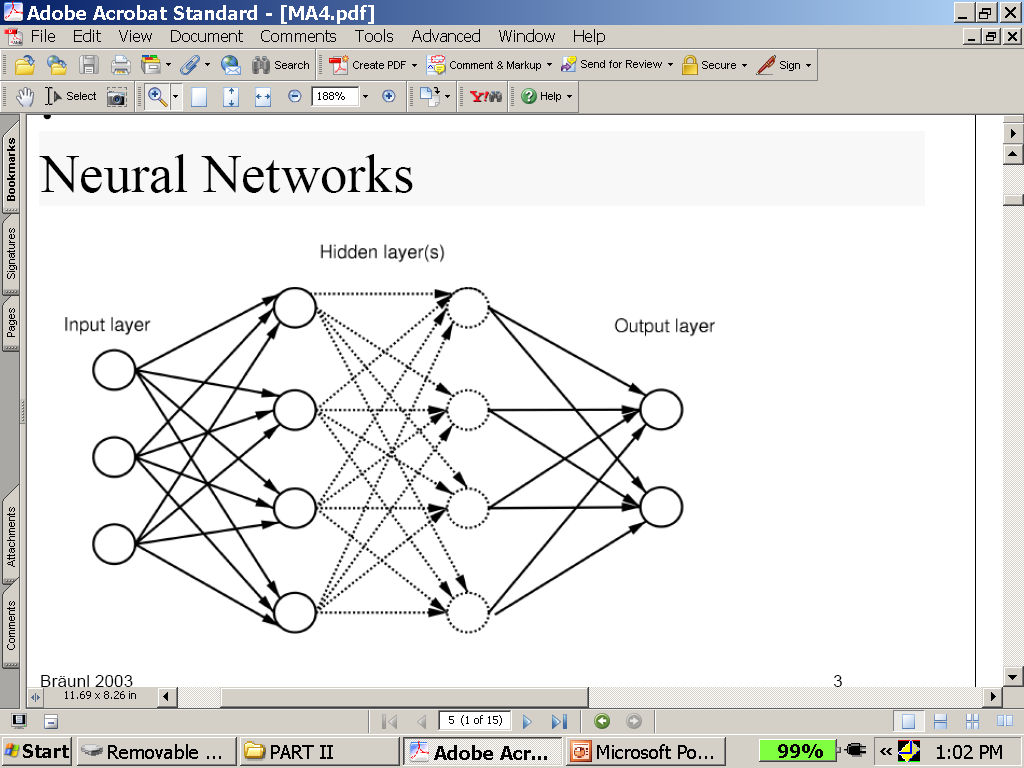 Adobe Acrobat Standard - [MA4.pdf]
File Edit View Document Comments Tools Advanced Window Help
Search Create PDF Comment & Markup Send for Review Secure Sign
Select 188% Y! Help
Bookmarks
Signatures
Pages
Attachments
Comments
Neural Networks
Hidden layer(s)
Input layer
Output layer
Bräunl 2003 3
11.69 x 8.26 in
5 (1 of 15)
Start Removable ... PART II Adobe Acr... Microsoft Po... 99% « 1:02 PM